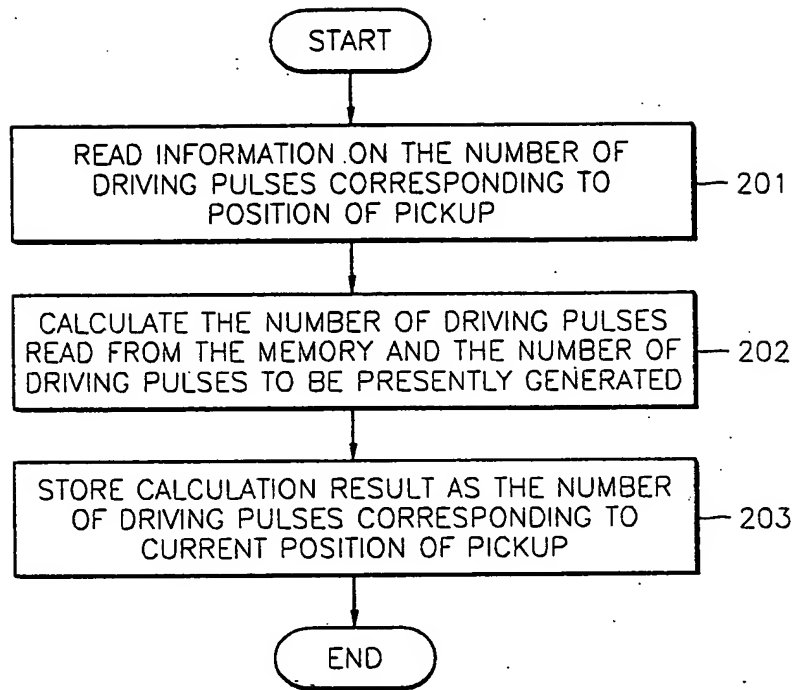 START
READ INFORMATION ON THE NUMBER OF
DRIVING PULSES CORRESPONDING TO
POSITION OF PICKUP
201
CALCULATE THE NUMBER OF DRIVING PULSES
READ FROM THE MEMORY AND THE NUMBER OF
DRIVING PULSES TO BE PRESENTLY GENERATED
202
STORE CALCULATION RESULT AS THE NUMBER
OF DRIVING PULSES CORRESPONDING TO
CURRENT POSITION OF PICKUP
203
END